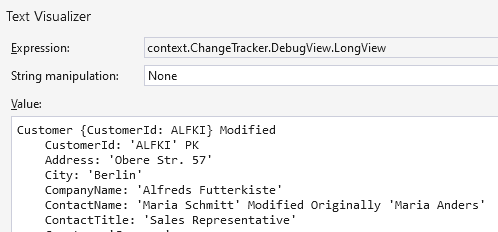 Text Visualizer
Expression: context.ChangeTracker.DebugView.LongView
String manipulation: None
Value:
Customer {CustomerId: ALFKI} Modified
CustomerId: 'ALFKI' PK
Address: 'Obere Str. 57'
City: 'Berlin'
CompanyName: 'Alfreds Futterkiste'
ContactName: 'Maria Schmitt' Modified Originally 'Maria Anders'
ContactTitle: 'Sales Representative'